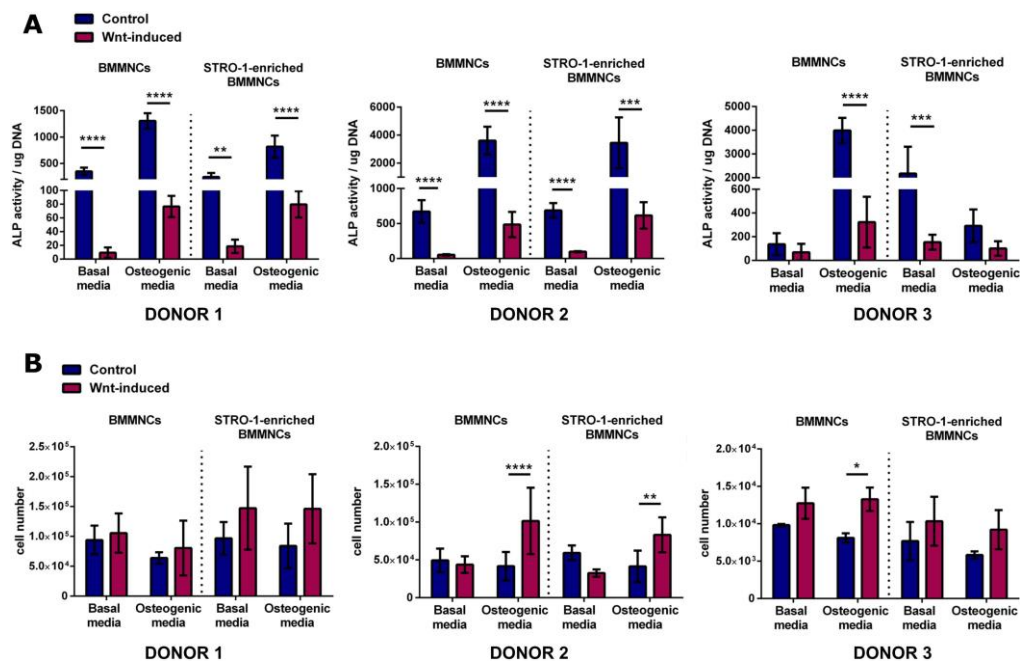 A
Control
Wnt-induced
BMMNCs
STRO-1-enriched
BMMNCs
ALP activity / ug DNA
1500
1000
500
100
80
60
40
20
0
****
****
**
****
Basal
media
Osteogenic
media
Basal
media
Osteogenic
media
DONOR 1
BMMNCs
STRO-1-enriched
BMMNCs
ALP activity / ug DNA
6000
4000
2000
1000
500
0
****
****
****
***
Basal
media
Osteogenic
media
Basal
media
Osteogenic
media
DONOR 2
BMMNCs
STRO-1-enriched
BMMNCs
ALP activity / ug DNA
5000
4000
3000
2000
600
400
200
0
****
***
Basal
media
Osteogenic
media
Basal
media
Osteogenic
media
DONOR 3
B
Control
Wnt-induced
BMMNCs
STRO-1-enriched
BMMNCs
cell number
2.5×10⁵
2.0×10⁵
1.5×10⁵
1.0×10⁵
5.0×10⁴
0
Basal
media
Osteogenic
media
Basal
media
Osteogenic
media
DONOR 1
BMMNCs
STRO-1-enriched
BMMNCs
cell number
2.0×10⁵
1.5×10⁵
1.0×10⁵
5.0×10⁴
0
****
**
Basal
media
Osteogenic
media
Basal
media
Osteogenic
media
DONOR 2
BMMNCs
STRO-1-enriched
BMMNCs
cell number
2.0×10⁴
1.5×10⁴
1.0×10⁴
5.0×10³
0
*
Basal
media
Osteogenic
media
Basal
media
Osteogenic
media
DONOR 3